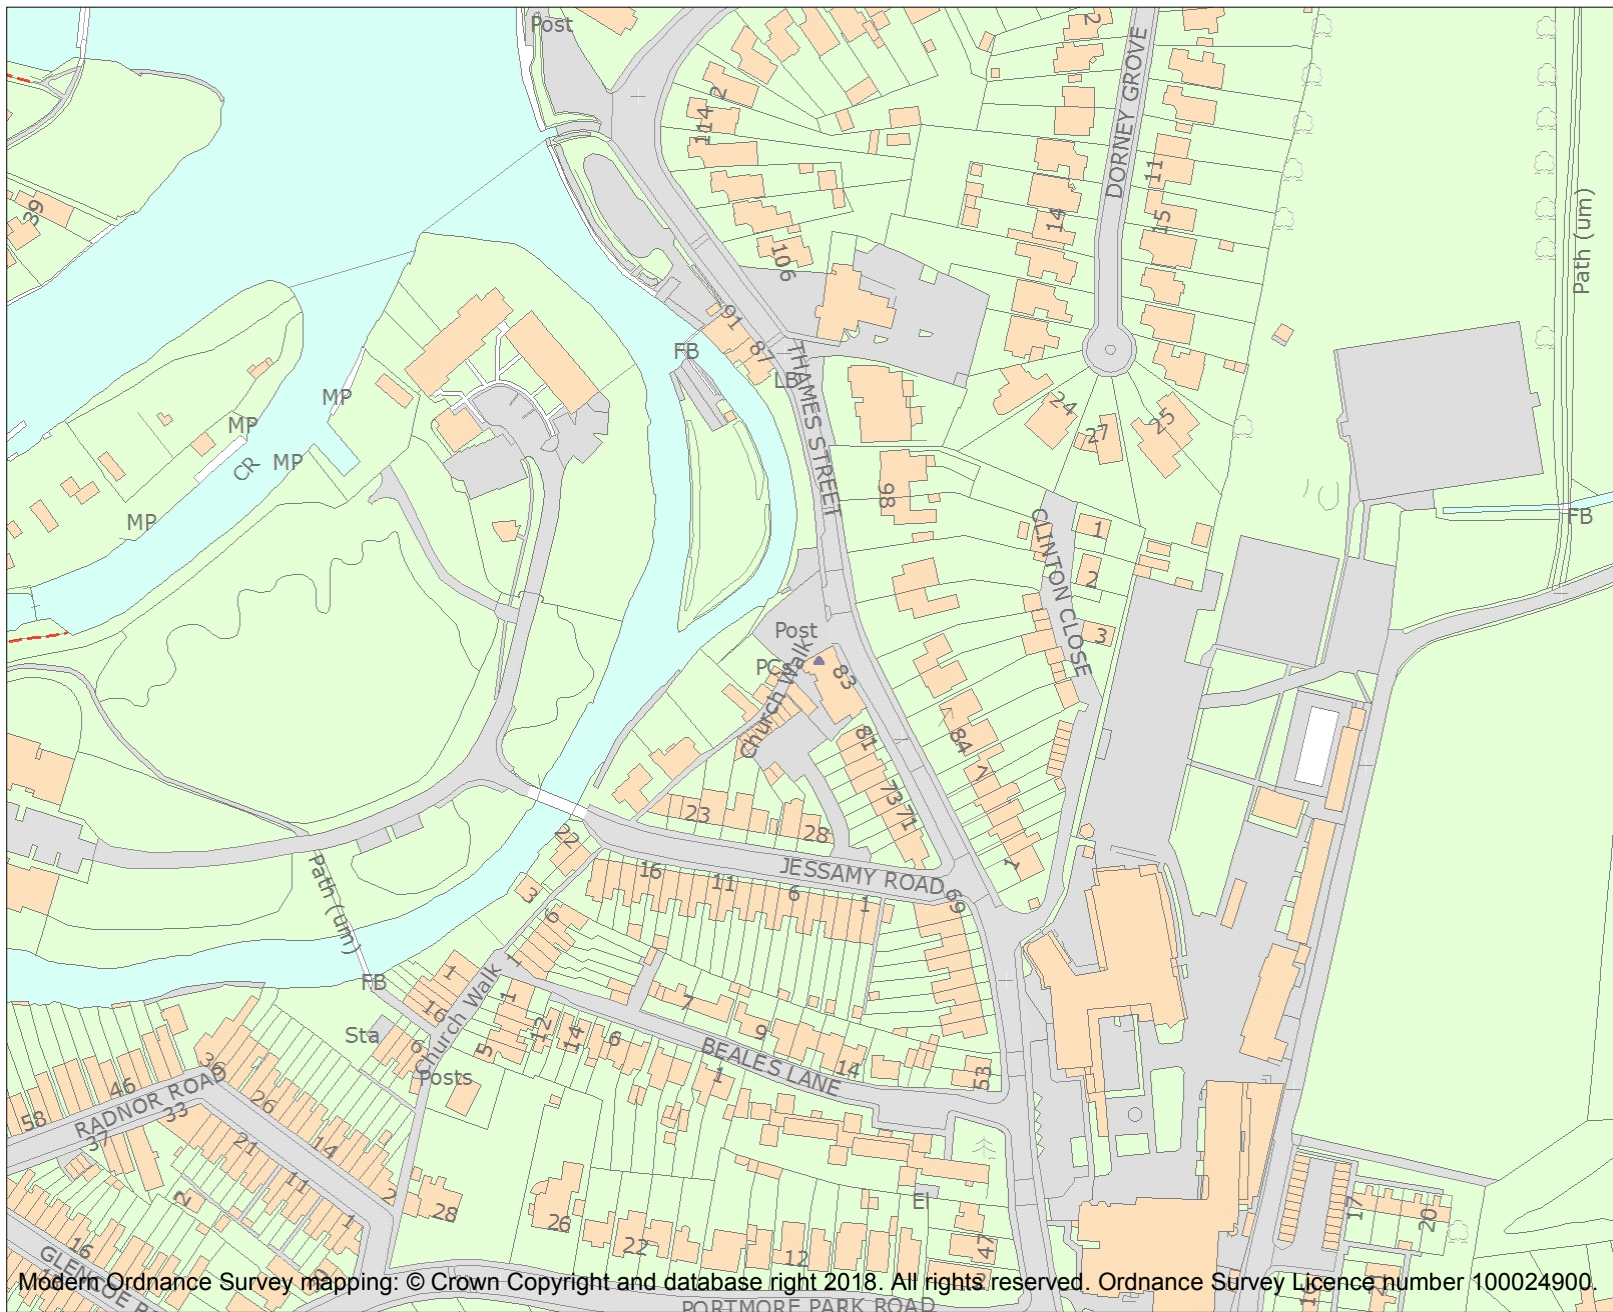 Post
2
DORNEY GROVE
2
114
11
39
14
15
Path (um)
106
91
87
FB
LB
THAMES STREET
MP
MP
CR
MP
MP
24
27
25
86
CLINTON CLOSE
1
2
3
FB
Post
PCs
Church Walk
83
81
84
7
73
71
1
23
28
22
JESSAMY ROAD
16
11
6
1
69
3
6
1
Path (um)
FB
1
16
Church Walk
1
12
14
5
6
7
9
14
BEALES LANE
1
53
Sta
6
Posts
36
RADNOR ROAD
46
58
33
37
26
21
14
11
2
2
1
28
26
22
12
El
47
17
20
16
GLENCOE R
PORTMORE PARK ROAD
16
21
Modern Ordnance Survey mapping: © Crown Copyright and database right 2018. All rights reserved. Ordnance Survey Licence number 100024900.